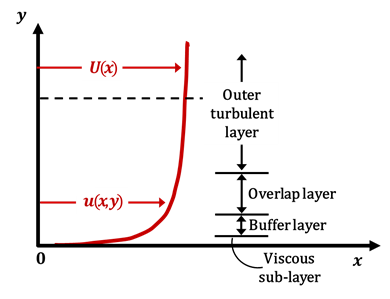 y
U(x)
Outer
turbulent
layer
u(x,y)
Overlap layer
Buffer layer
0
x
Viscous
sub-layer